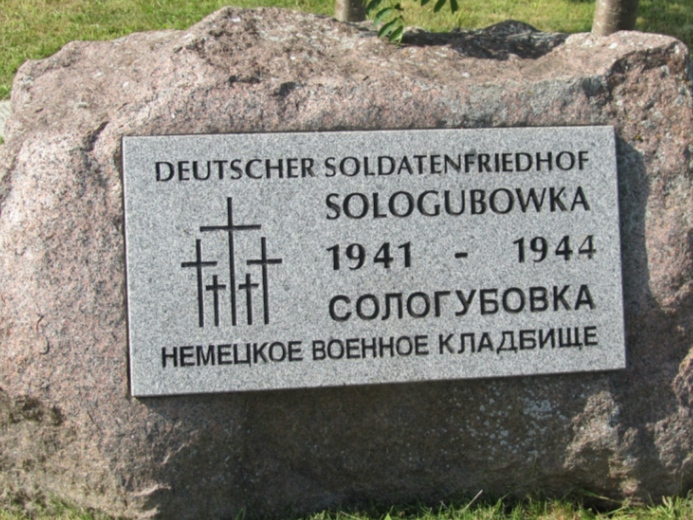 DEUTSCHER SOLDATENFRIEDHOF
SOLOGUBOWKA
1941 - 1944
СОЛОГУБОВКА
НЕМЕЦКОЕ ВОЕННОЕ КЛАДБИЩЕ